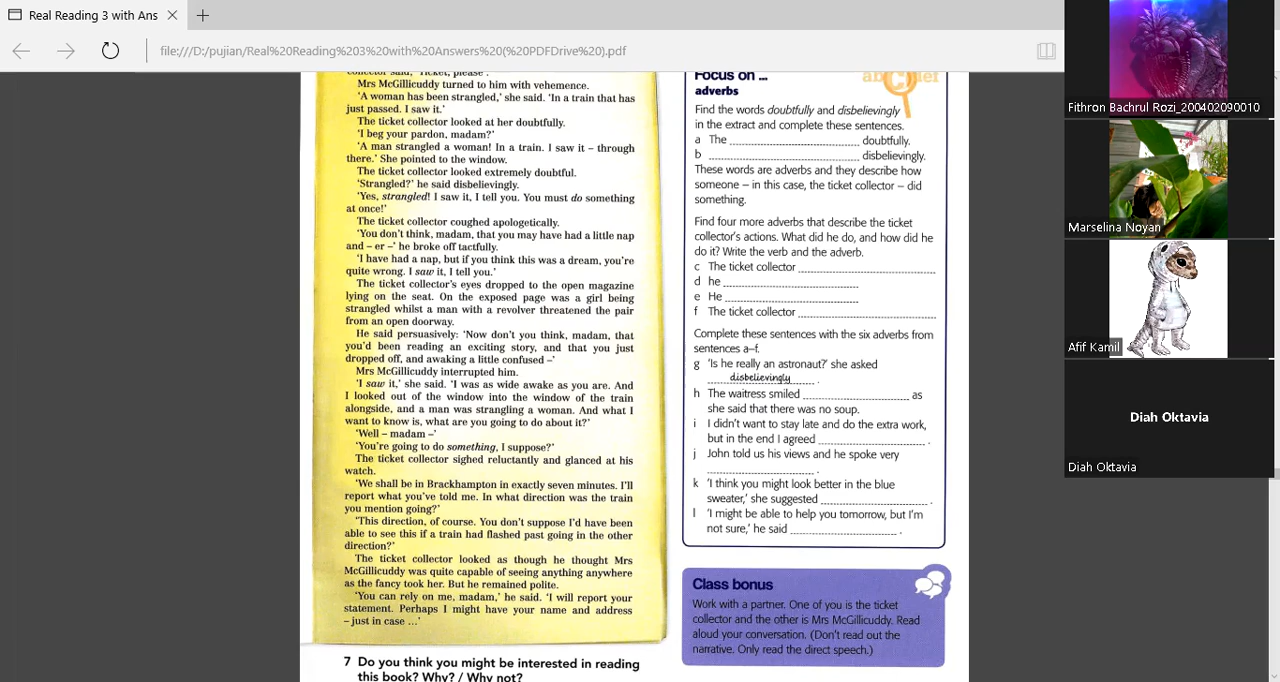 Real Reading 3 with Ans
file:///D:/pujian/Real%20Reading%203%20with%20Answers%20(%20PDFDrive%20).pdf
collector said, 'Ticket, please'.
Mrs McGillicuddy turned to him with vehemence.
'A woman has been strangled,' she said. 'In a train that has
just passed. I saw it.'
The ticket collector looked at her doubtfully.
'I beg your pardon, madam?'
'A man strangled a woman! In a train. I saw it – through
there.' She pointed to the window.
The ticket collector looked extremely doubtful.
'Strangled?' he said disbelievingly.
'Yes, strangled! I saw it, I tell you. You must do something
at once!'
The ticket collector coughed apologetically.
'You don't think, madam, that you may have had a little nap
and – er –' he broke off tactfully.
'I have had a nap, but if you think this was a dream, you're
quite wrong. I saw it, I tell you.'
The ticket collector's eyes dropped to the open magazine
lying on the seat. On the exposed page was a girl being
strangled whilst a man with a revolver threatened the pair
from an open doorway.
He said persuasively: 'Now don't you think, madam, that
you'd been reading an exciting story, and that you just
dropped off, and awaking a little confused –'
Mrs McGillicuddy interrupted him.
'I saw it,' she said. 'I was as wide awake as you are. And
I looked out of the window into the window of the train
alongside, and a man was strangling a woman. And what I
want to know is, what are you going to do about it?'
'Well – madam –'
'You're going to do something, I suppose?'
The ticket collector sighed reluctantly and glanced at his
watch.
'We shall be in Brackhampton in exactly seven minutes. I'll
report what you've told me. In what direction was the train
you mention going?'
'This direction, of course. You don't suppose I'd have been
able to see this if a train had flashed past going in the other
direction?'
The ticket collector looked as though he thought Mrs
McGillicuddy was quite capable of seeing anything anywhere
as the fancy took her. But he remained polite.
'You can rely on me, madam,' he said. 'I will report your
statement. Perhaps I might have your name and address
– just in case ...'
7 Do you think you might be interested in reading
this book? Why? / Why not?
Focus on ...
adverbs
Find the words doubtfully and disbelievingly
in the extract and complete these sentences.
a The doubtfully.
b disbelievingly.
These words are adverbs and they describe how
someone – in this case, the ticket collector – did
something.
Find four more adverbs that describe the ticket
collector's actions. What did he do, and how did he
do it? Write the verb and the adverb.
c The ticket collector
d he
e He
f The ticket collector
Complete these sentences with the six adverbs from
sentences a–f.
g 'Is he really an astronaut?' she asked
disbelievingly .
h The waitress smiled as
she said that there was no soup.
i I didn't want to stay late and do the extra work,
but in the end I agreed .
j John told us his views and he spoke very
.
k 'I think you might look better in the blue
sweater,' she suggested .
l 'I might be able to help you tomorrow, but I'm
not sure,' he said .
Class bonus
Work with a partner. One of you is the ticket
collector and the other is Mrs McGillicuddy. Read
aloud your conversation. (Don't read out the
narrative. Only read the direct speech.)
Fithron Bachrul Rozi_200402090010
Marselina Noyan
Afif Kamil
Diah Oktavia
Diah Oktavia